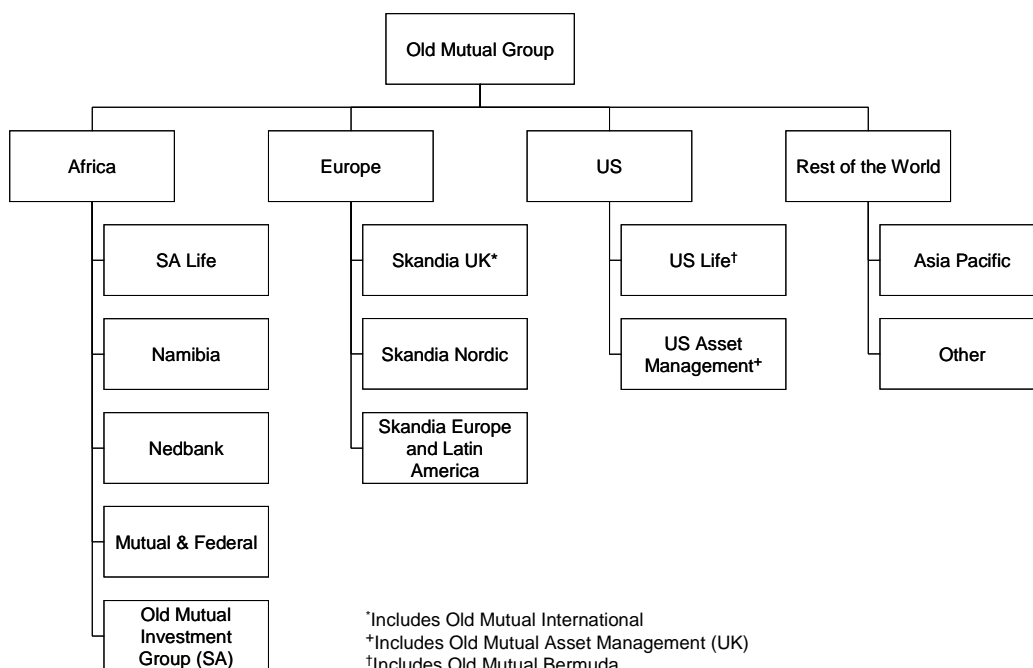 Old Mutual Group
Africa
Europe
US
Rest of the World
SA Life
Skandia UK*
US Life†
Asia Pacific
Namibia
Skandia Nordic
US Asset
Management+
Other
Nedbank
Skandia Europe
and Latin
America
Mutual & Federal
Old Mutual
Investment
Group (SA)
*Includes Old Mutual International
+Includes Old Mutual Asset Management (UK)
†Includes Old Mutual Bermuda